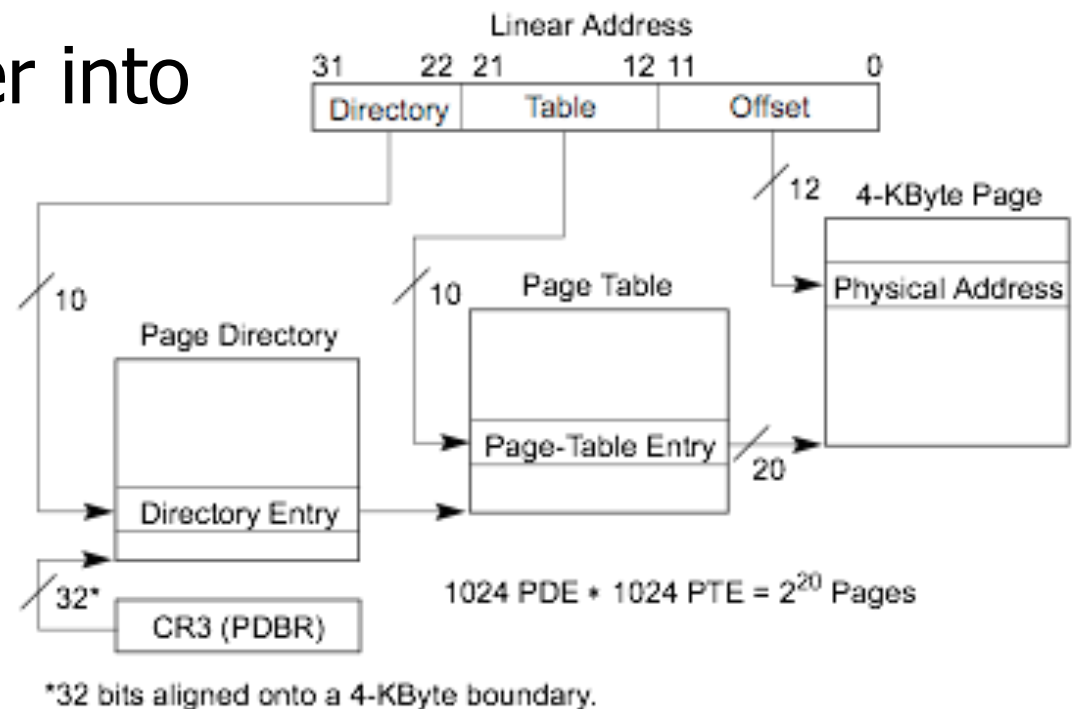 er into
Linear Address
31 22 21 12 11 0
Directory Table Offset
12
4-KByte Page
Physical Address
10
10
Page Table
Page Directory
Page-Table Entry
20
Directory Entry
32*
1024 PDE * 1024 PTE = 2²⁰ Pages
CR3 (PDBR)
*32 bits aligned onto a 4-KByte boundary.